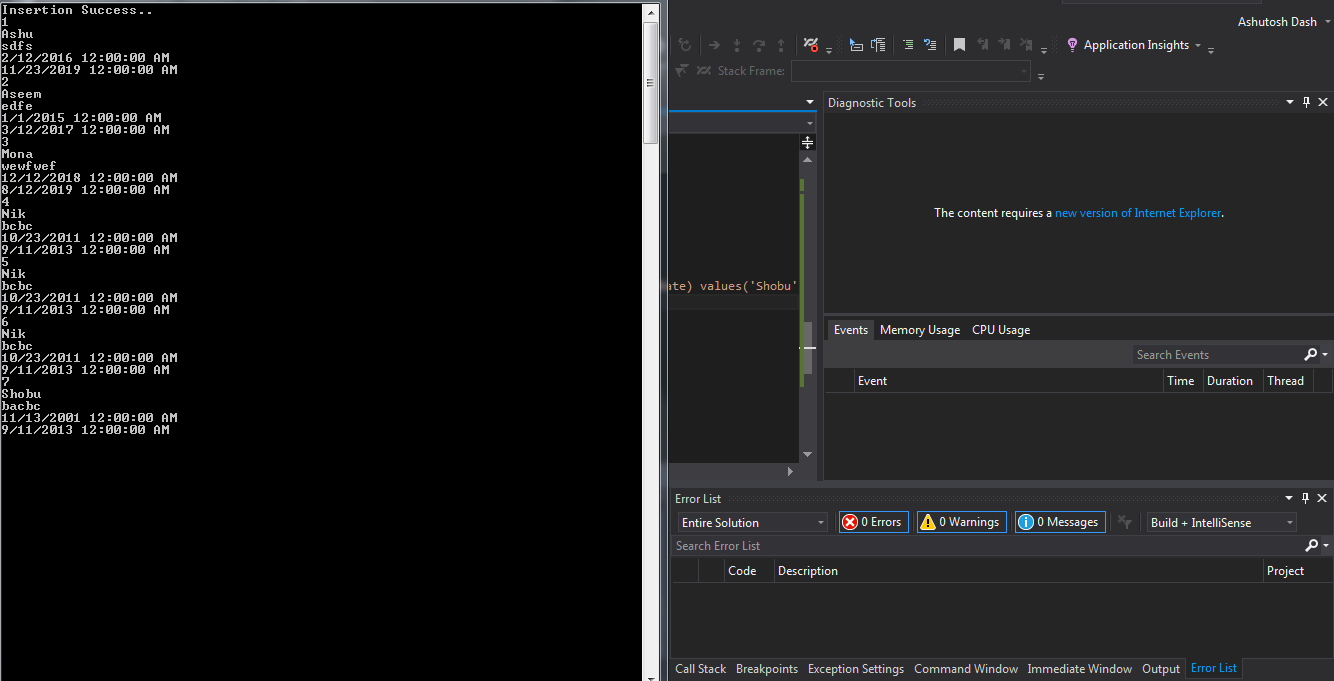 Insertion Success..
1
Ashu
sdfs
2/12/2016 12:00:00 AM
11/23/2019 12:00:00 AM
2
Aseem
edfe
1/1/2015 12:00:00 AM
3/12/2017 12:00:00 AM
3
Mona
wewfwef
12/12/2018 12:00:00 AM
8/12/2019 12:00:00 AM
4
Nik
bcbc
10/23/2011 12:00:00 AM
9/11/2013 12:00:00 AM
5
Nik
bcbc
10/23/2011 12:00:00 AM
9/11/2013 12:00:00 AM
6
Nik
bcbc
10/23/2011 12:00:00 AM
9/11/2013 12:00:00 AM
7
Shobu
bacbc
11/13/2001 12:00:00 AM
9/11/2013 12:00:00 AM
Ashutosh Dash
Application Insights
Stack Frame:
ate) values('Shobu'
Diagnostic Tools
The content requires a new version of Internet Explorer.
Events Memory Usage CPU Usage
Search Events
Event Time Duration Thread
Error List
Entire Solution 0 Errors 0 Warnings 0 Messages Build + IntelliSense
Search Error List
Code Description Project
Call Stack Breakpoints Exception Settings Command Window Immediate Window Output Error List